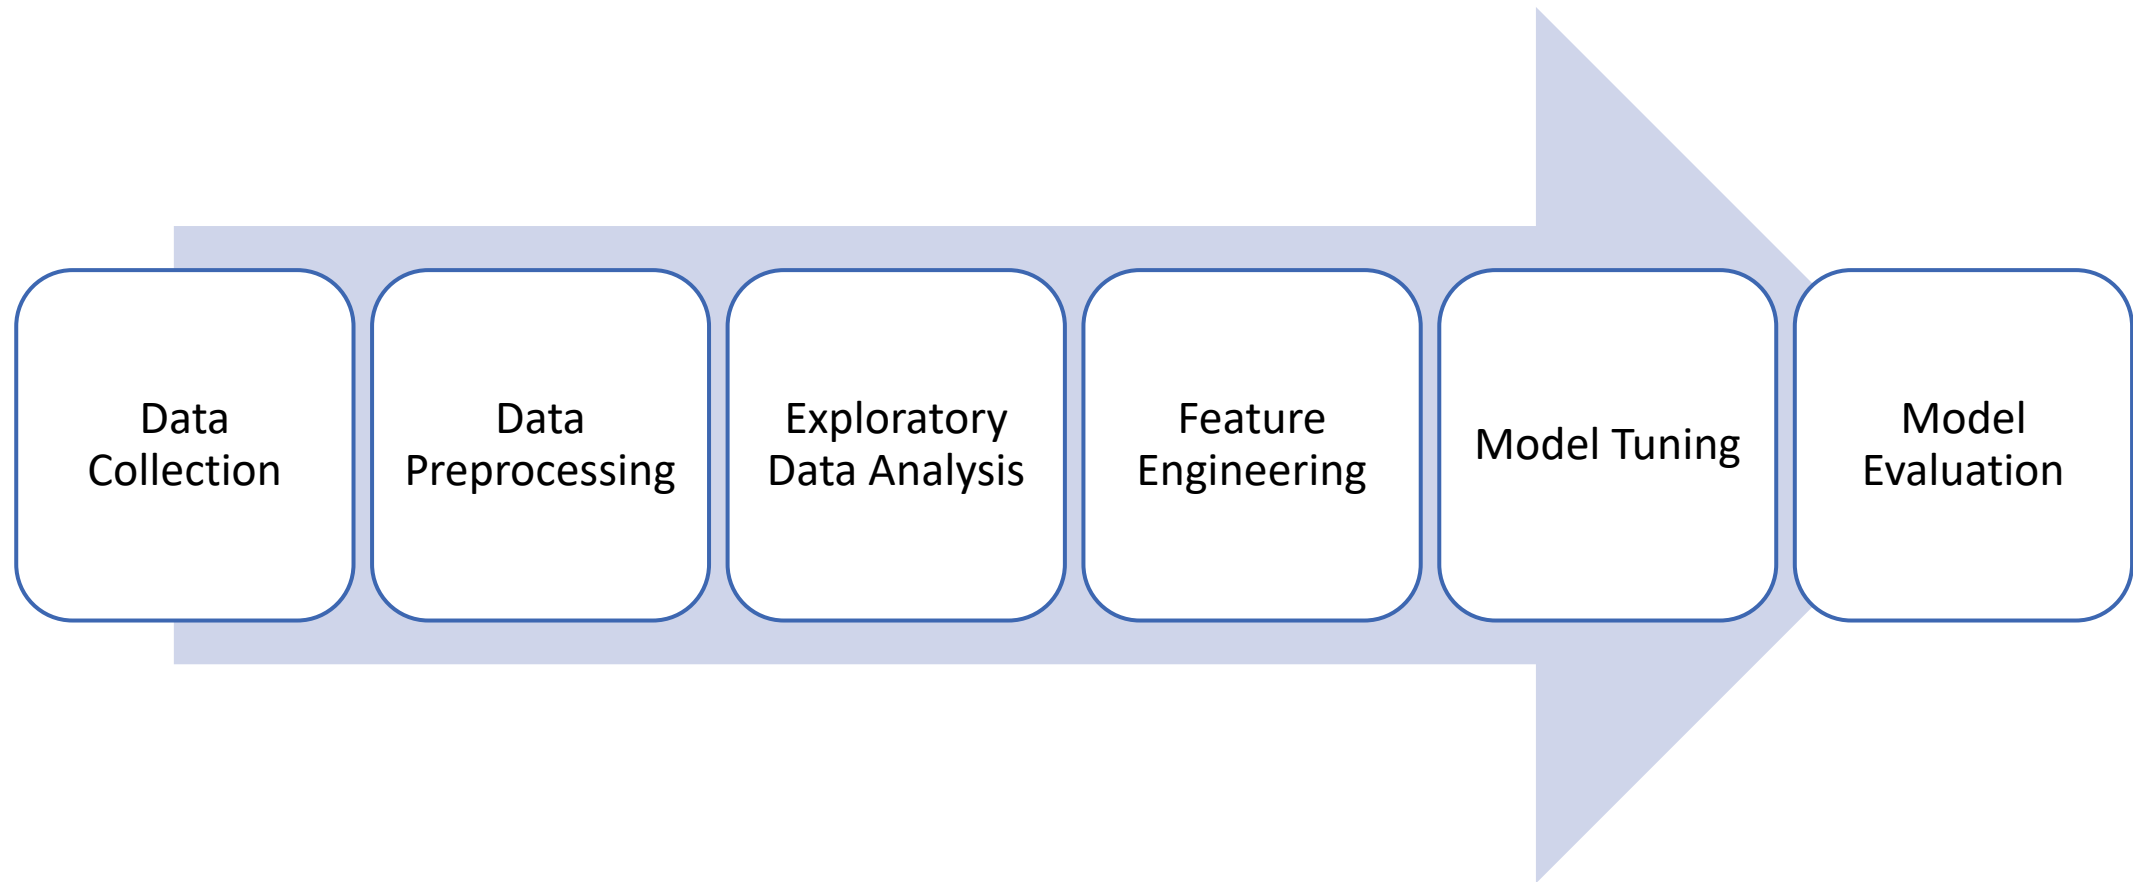 Data
Collection
Data
Preprocessing
Exploratory
Data Analysis
Feature
Engineering
Model Tuning
Model
Evaluation